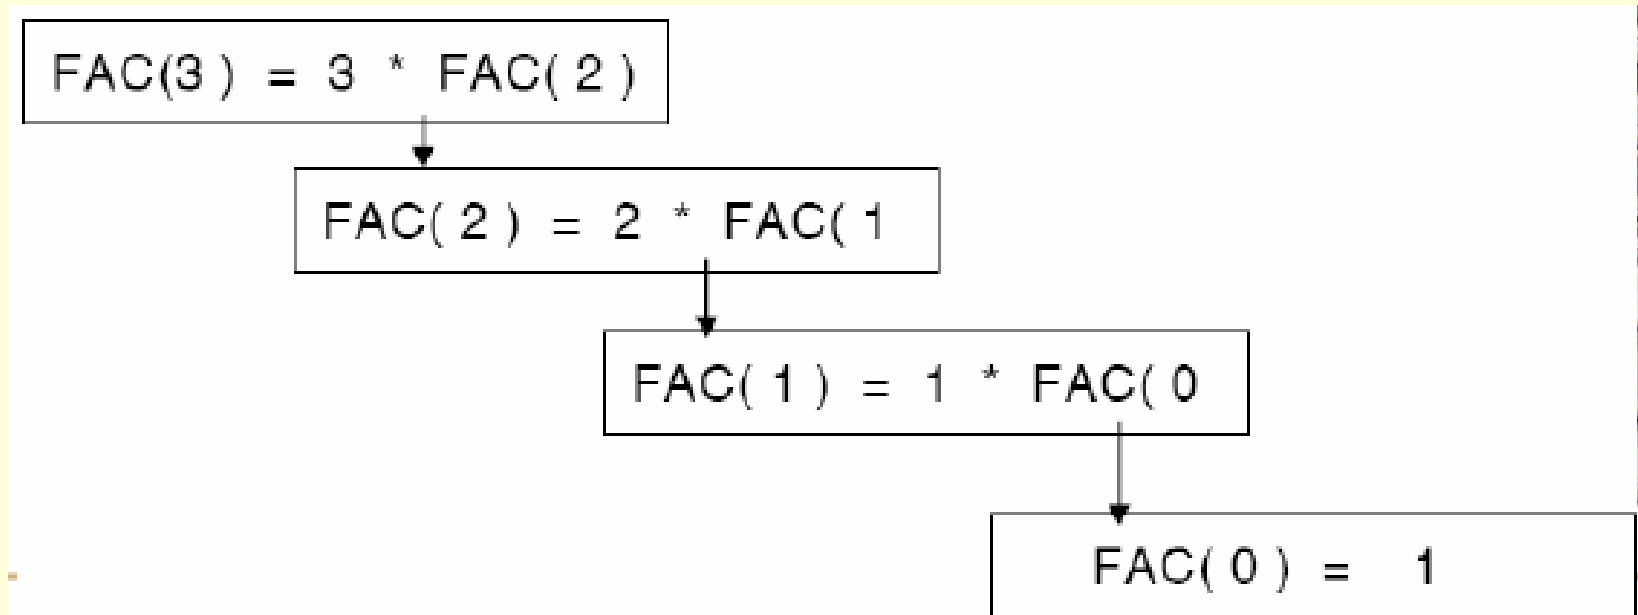 FAC(3) = 3 * FAC(2)
FAC(2) = 2 * FAC(1
FAC(1) = 1 * FAC(0
FAC(0) = 1